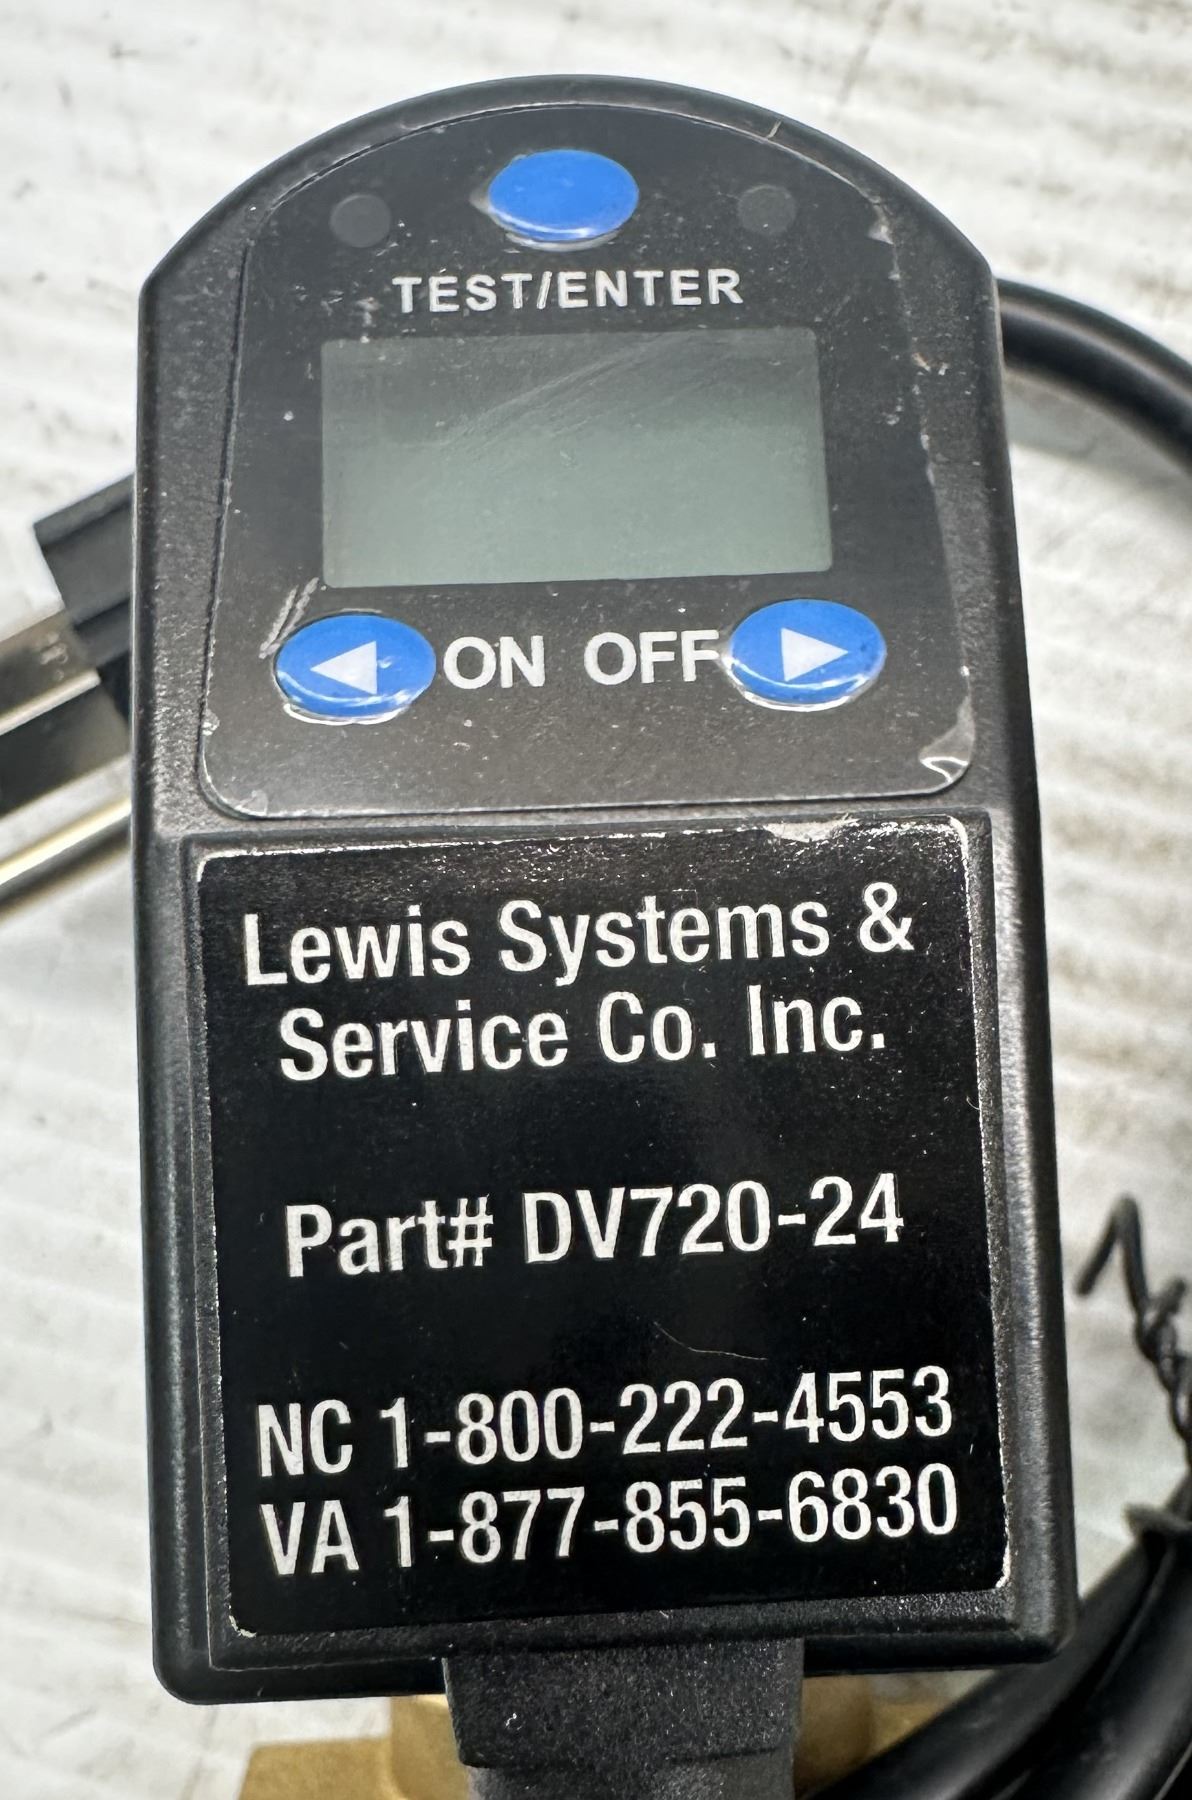 TEST/ENTER
ON OFF
Lewis Systems &
Service Co. Inc.
Part# DV720-24
NC 1-800-222-4553
VA 1-877-855-6830